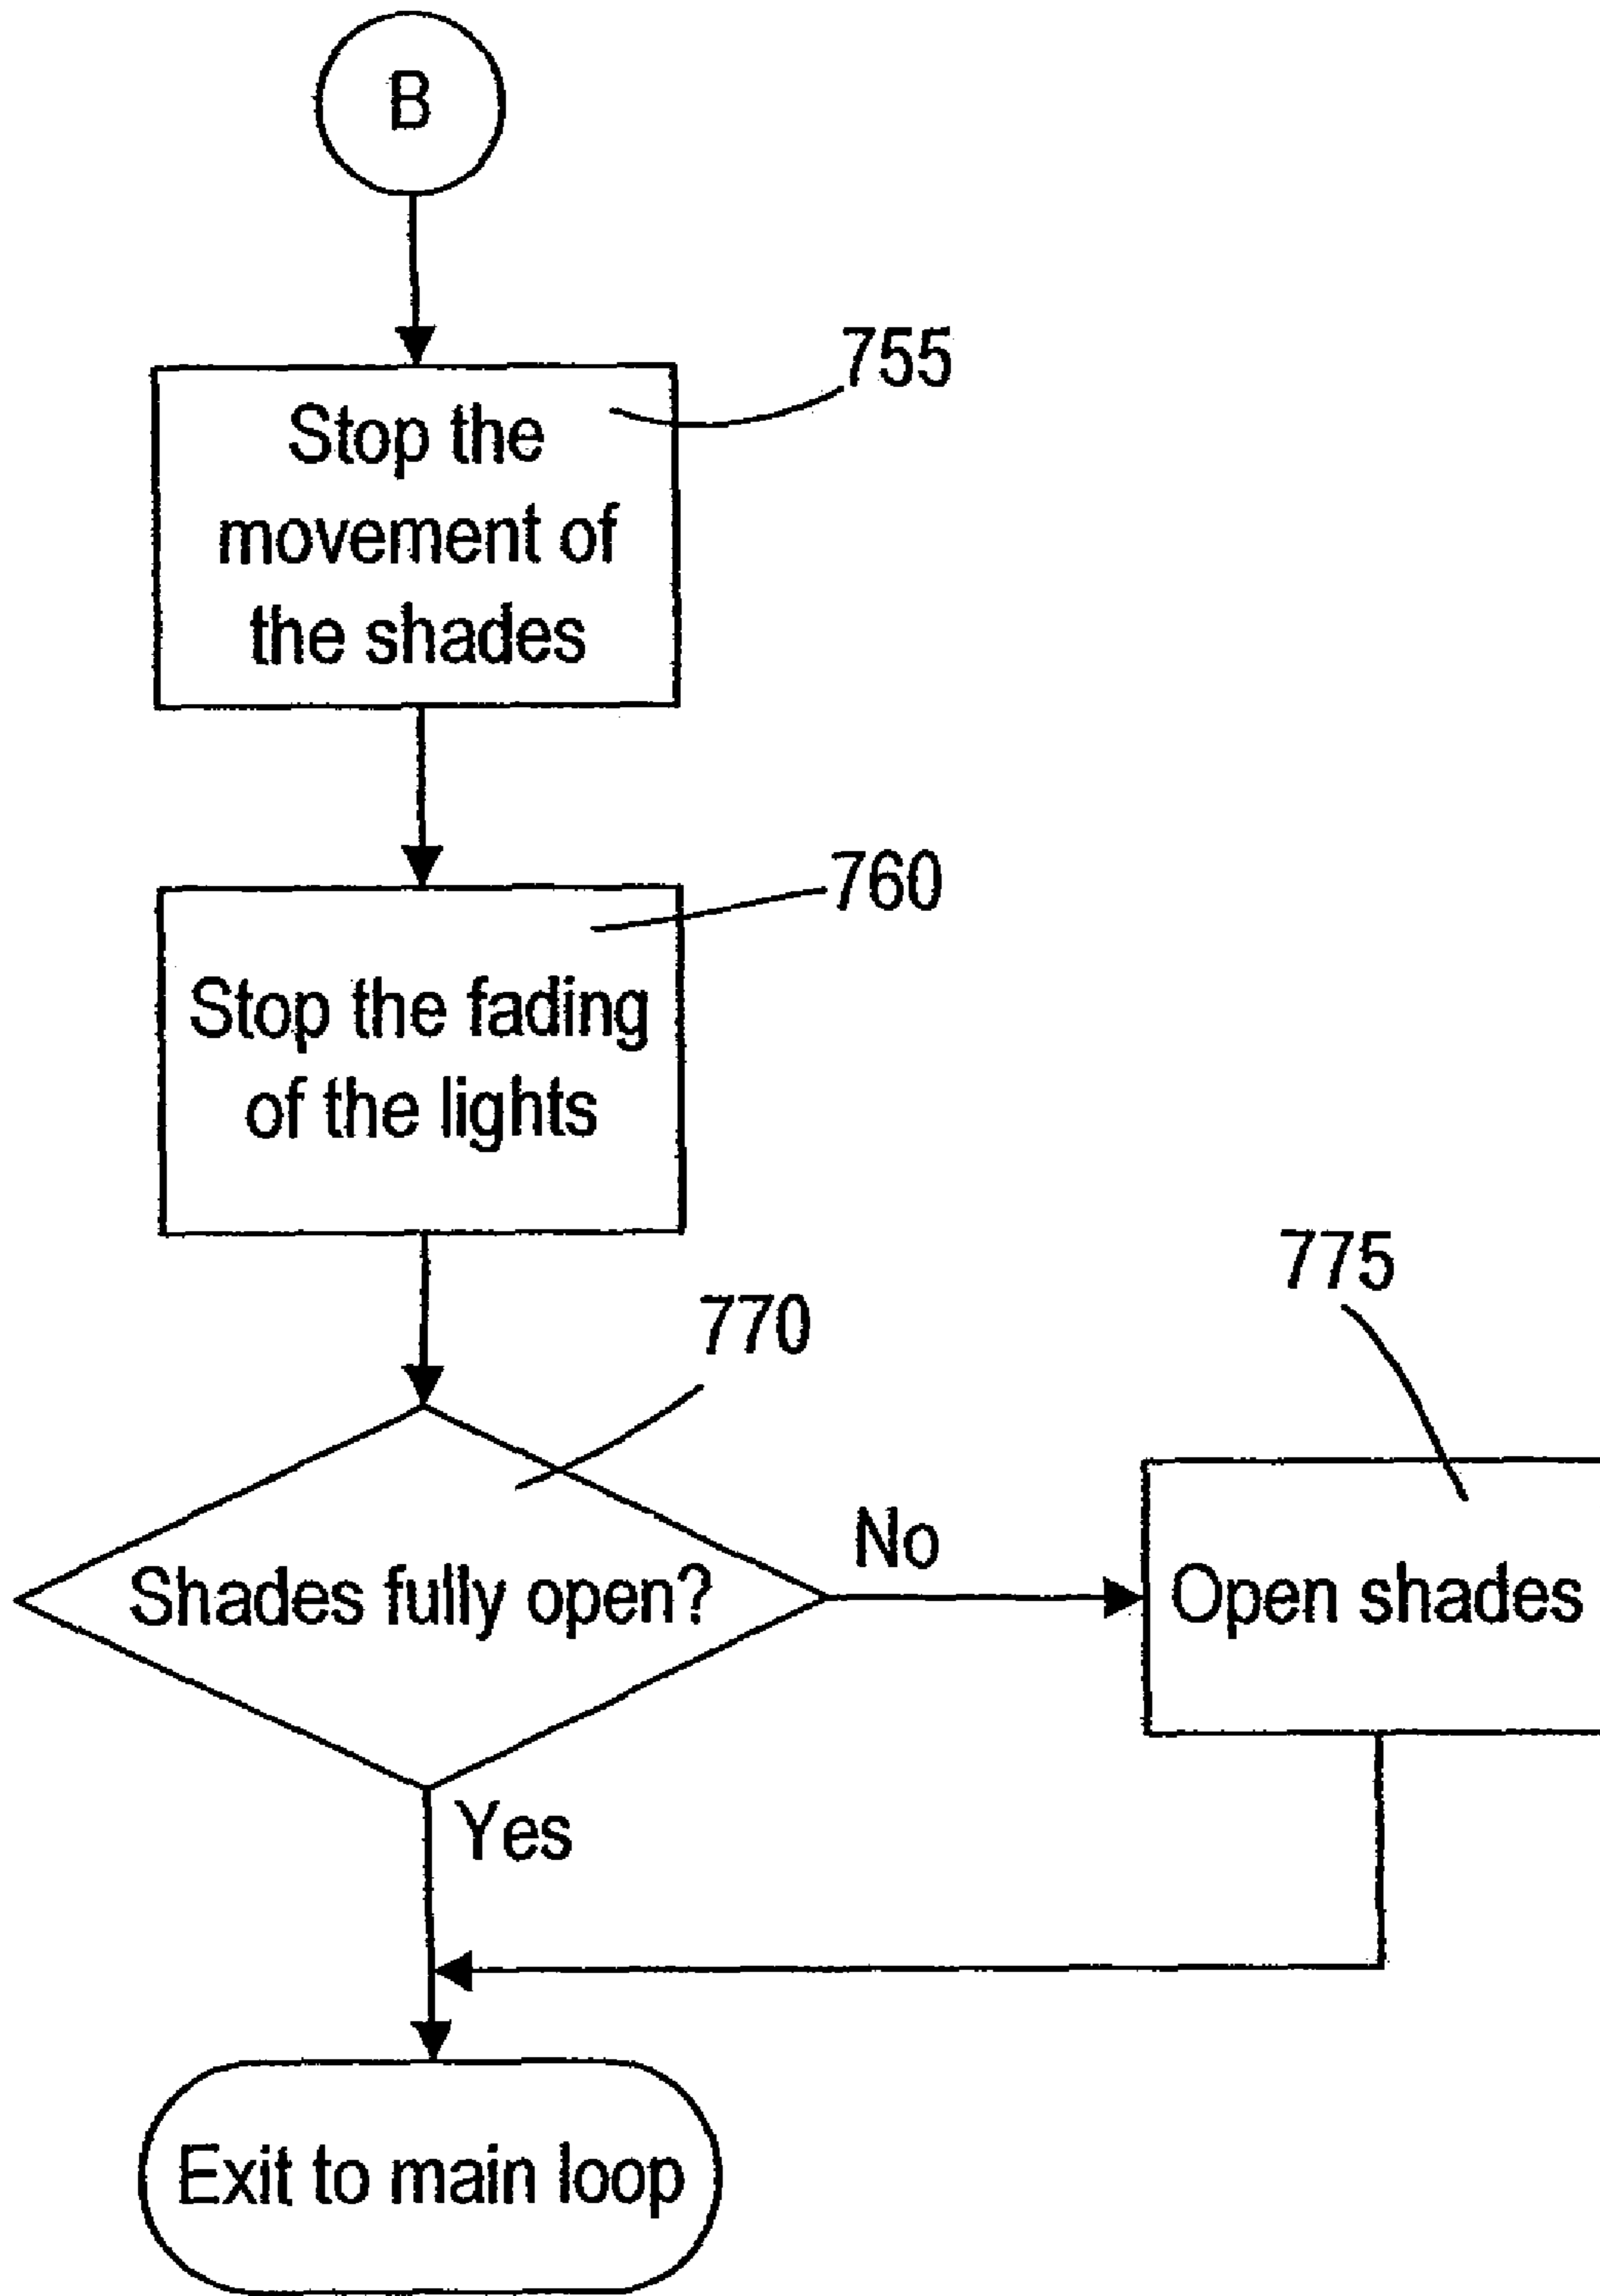 B
755
Stop the
movement of
the shades
760
Stop the fading
of the lights
770
775
Shades fully open?
No
Open shades
Yes
Exit to main loop